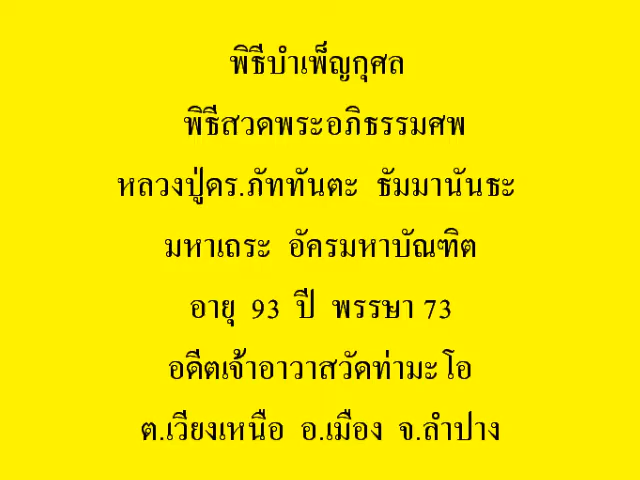 พิธีบำเพ็ญกุศล
พิธีสวดพระอภิธรรมศพ
หลวงปู่ดร.ภัททันตะ ธัมมานันธะ
มหาเถระ อัครมหาบัณฑิต
อายุ 93 ปี พรรษา 73
อดีตเจ้าอาวาสวัดท่ามะโอ
ต.เวียงเหนือ อ.เมือง จ.ลำปาง